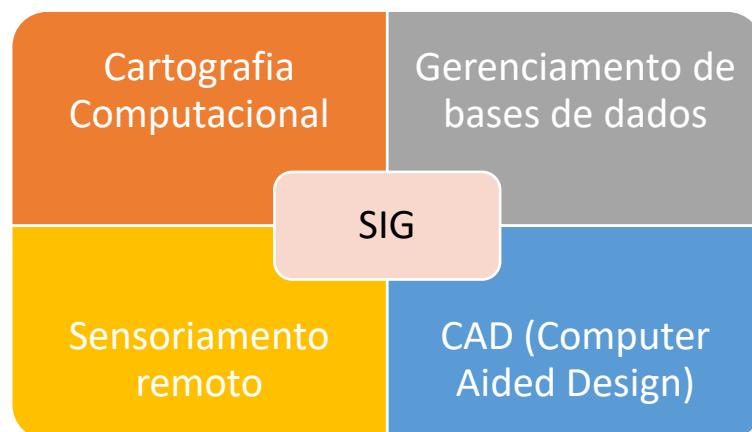 Cartografia
Computacional
Gerenciamento de
bases de dados
SIG
Sensoriamento
remoto
CAD (Computer
Aided Design)